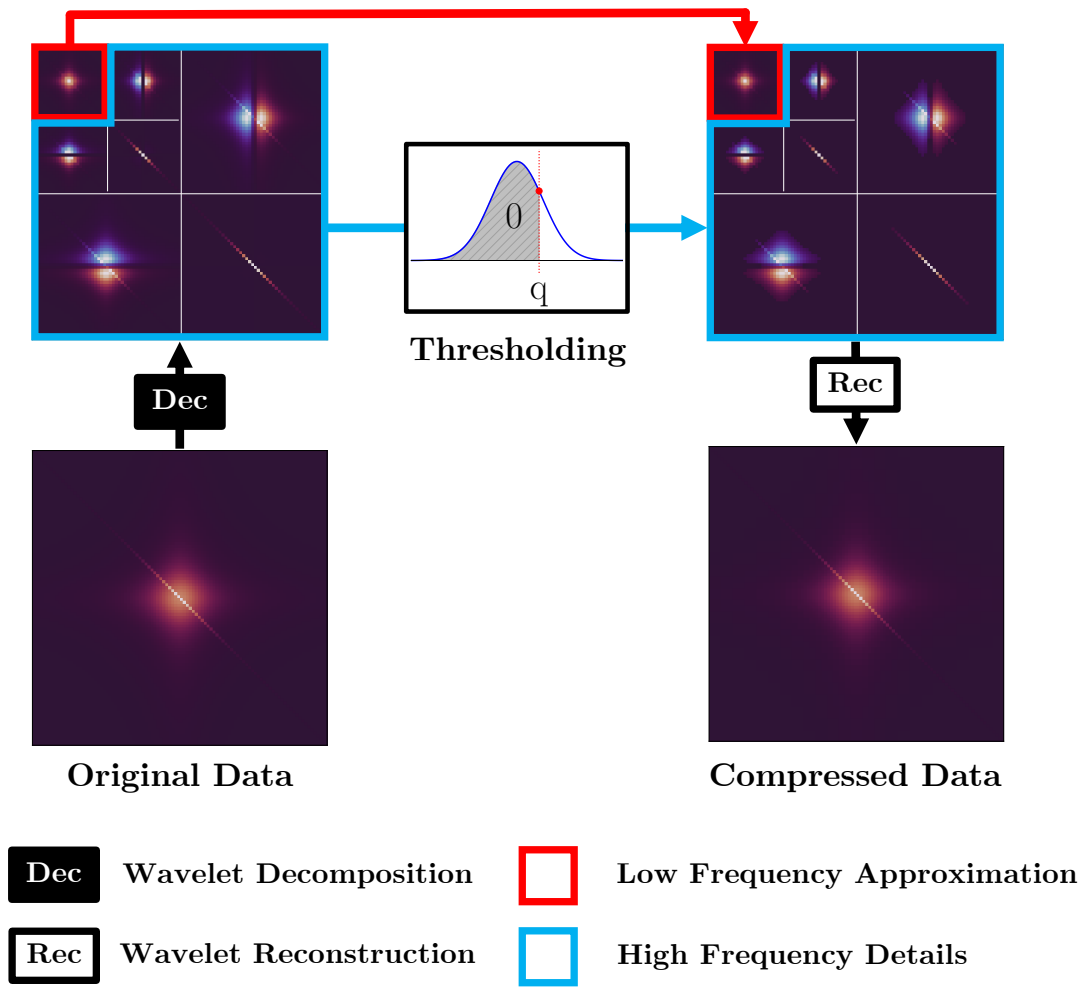 0
q
Thresholding
Dec
Rec
Original Data
Compressed Data
Dec Wavelet Decomposition
Low Frequency Approximation
Rec Wavelet Reconstruction
High Frequency Details